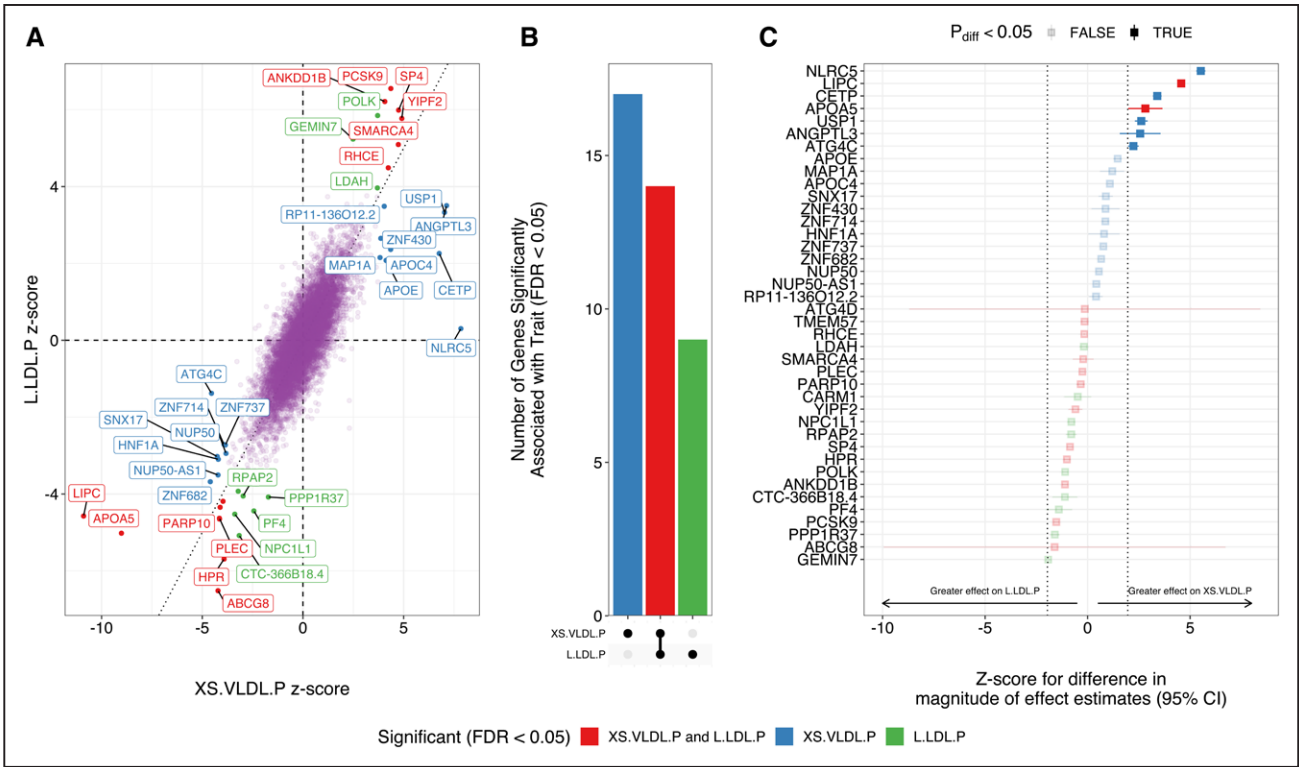 A
B
C
P diff < 0.05 FALSE TRUE
L.LDL.P z-score
4
0
-4
-10
-5
0
5
XS.VLDL.P z-score
ANKDD1B
PCSK9
SP4
POLK
YIPF2
GEMIN7
SMARCA4
RHCE
LDAH
USP1
RP11-136O12.2
ANGPTL3
ZNF430
MAP1A
APOC4
APOE
CETP
NLRC5
ATG4C
ZNF714
ZNF737
SNX17
NUP50
HNF1A
NUP50-AS1
ZNF682
RPAP2
LIPC
PPP1R37
APOA5
PARP10
PF4
PLEC
NPC1L1
HPR
CTC-366B18.4
ABCG8
Number of Genes Significantly
Associated with Trait (FDR < 0.05)
15
10
5
0
XS.VLDL.P
L.LDL.P
NLRC5
LIPC
CETP
APOA5
USP1
ANGPTL3
ATG4C
APOE
MAP1A
APOC4
SNX17
ZNF430
ZNF714
HNF1A
ZNF737
ZNF682
NUP50
NUP50-AS1
RP11-136O12.2
ATG4D
TMEM57
RHCE
LDAH
SMARCA4
PLEC
PARP10
CARM1
YIPF2
NPC1L1
RPAP2
SP4
HPR
POLK
ANKDD1B
CTC-366B18.4
PF4
PCSK9
PPP1R37
ABCG8
GEMIN7
Greater effect on L.LDL.P
Greater effect on XS.VLDL.P
-10
-5
0
5
Z-score for difference in
magnitude of effect estimates (95% CI)
Significant (FDR < 0.05) XS.VLDL.P and L.LDL.P XS.VLDL.P L.LDL.P